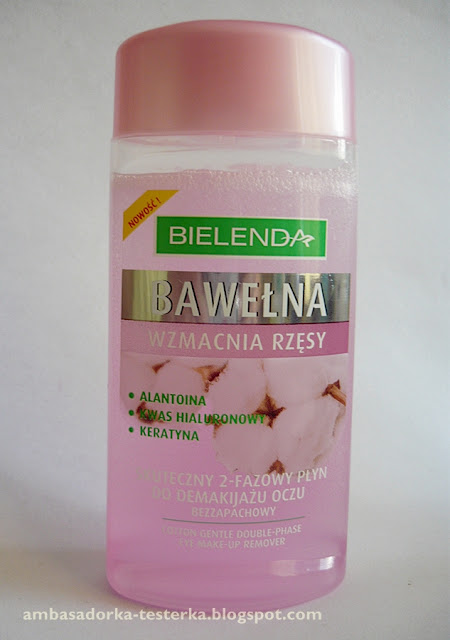 NOWOŚĆ!
BIELENDA
BAWEŁNA
WZMACNIA RZĘSY
• ALANTOINA
• KWAS HIALURONOWY
• KERATYNA
SKUTECZNY 2-FAZOWY PŁYN
DO DEMAKIJAŻU OCZU
BEZZAPACHOWY
COTTON GENTLE DOUBLE-PHASE
EYE MAKE-UP REMOVER
ambasadorka-testerka.blogspot.com